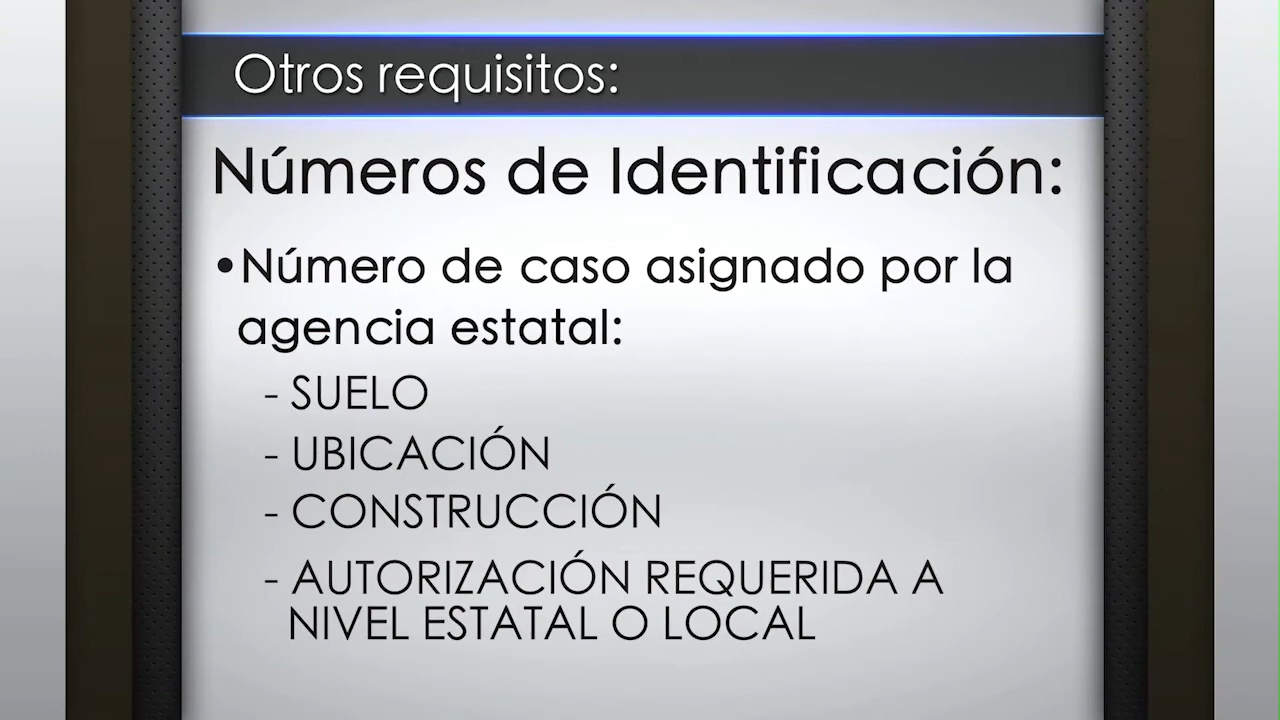 Otros requisitos:
Números de Identificación:
•Número de caso asignado por la
agencia estatal:
- SUELO
- UBICACIÓN
- CONSTRUCCIÓN
- AUTORIZACIÓN REQUERIDA A
NIVEL ESTATAL O LOCAL